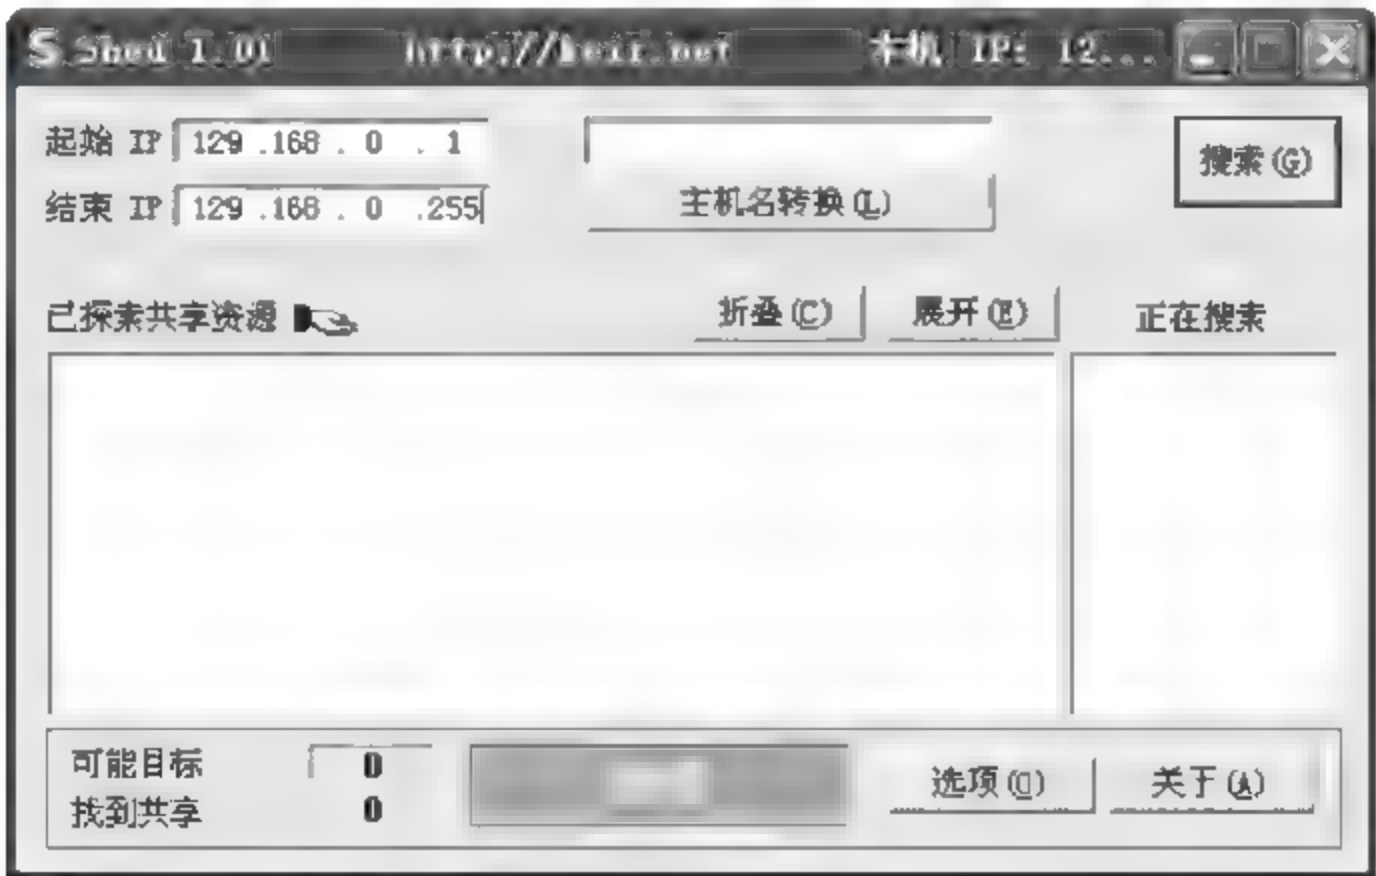 S Shed 1.01 http://keir.net 本机 IP: 12...
起始 IP 129 .168 . 0 . 1
搜索(G)
结束 IP 129 .168 . 0 .255
主机名转换(L)
已探索共享资源 折叠(C) 展开(E) 正在搜索
可能目标 0
选项(O) 关于(A)
找到共享 0